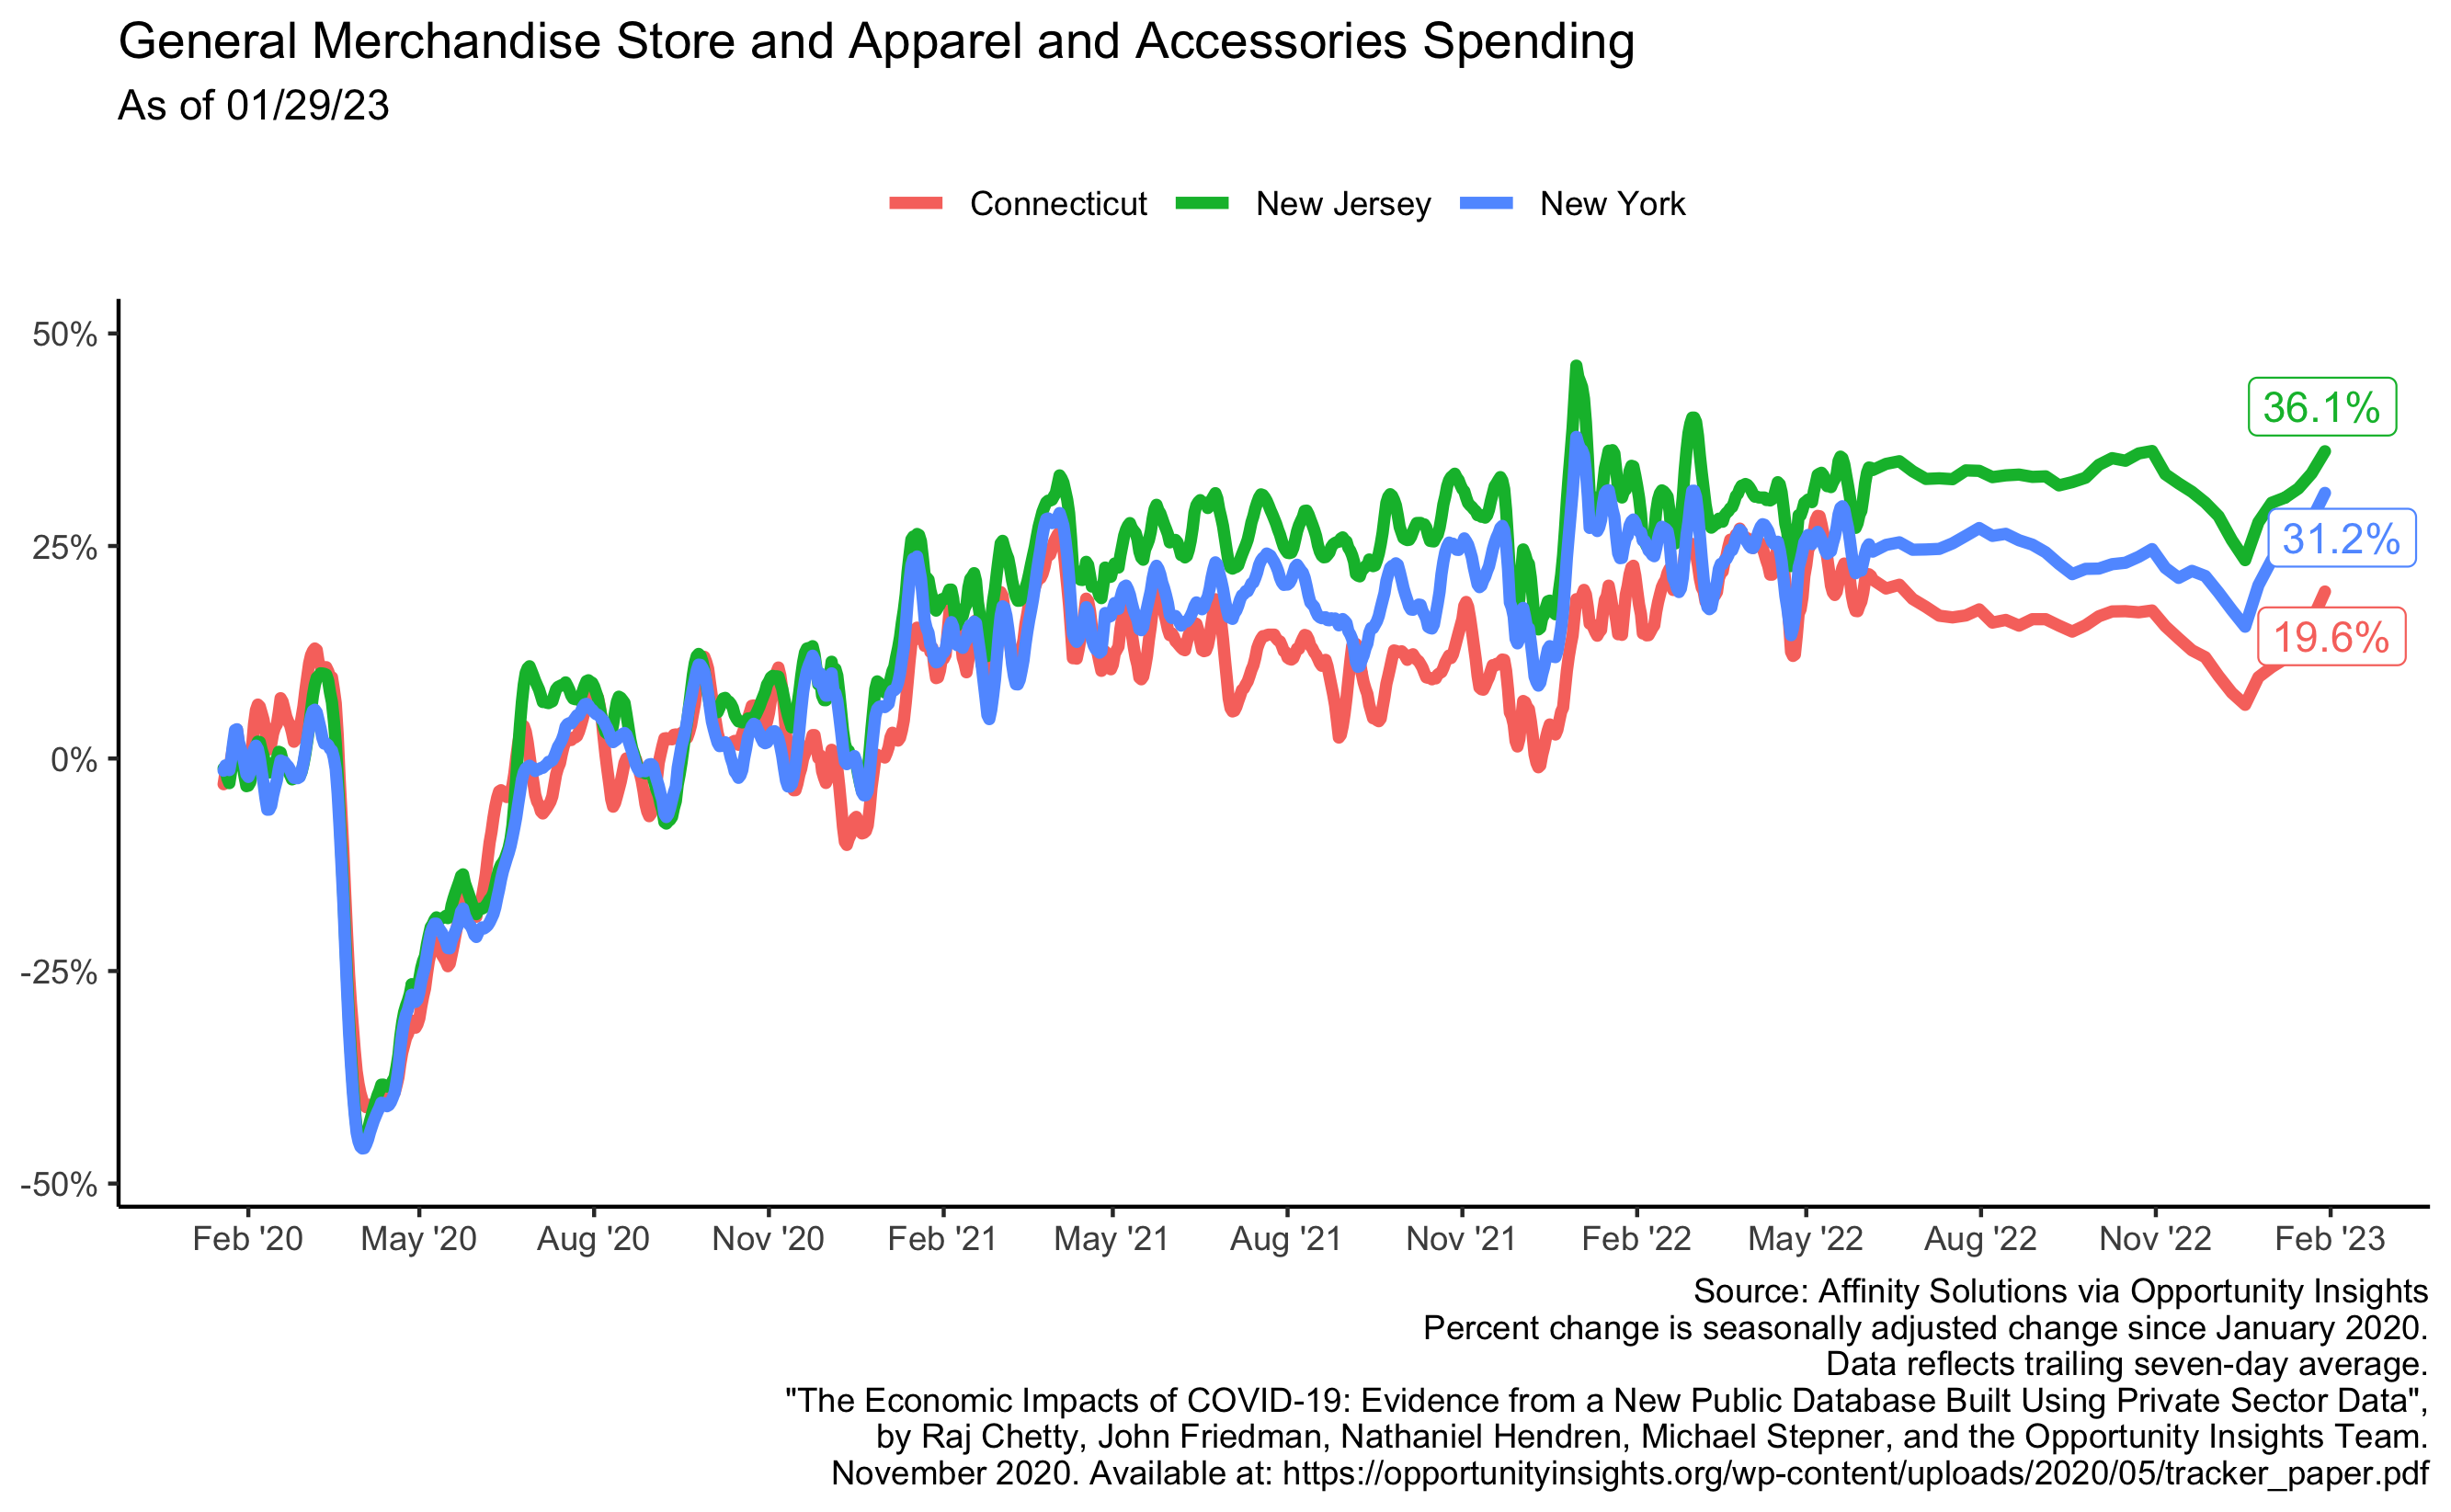 General Merchandise Store and Apparel and Accessories Spending
As of 01/29/23
Connecticut New Jersey New York
50%
25%
0%
-25%
-50%
36.1%
31.2%
19.6%
Feb '20 May '20 Aug '20 Nov '20 Feb '21 May '21 Aug '21 Nov '21 Feb '22 May '22 Aug '22 Nov '22 Feb '23
Source: Affinity Solutions via Opportunity Insights
Percent change is seasonally adjusted change since January 2020.
Data reflects trailing seven-day average.
"The Economic Impacts of COVID-19: Evidence from a New Public Database Built Using Private Sector Data",
by Raj Chetty, John Friedman, Nathaniel Hendren, Michael Stepner, and the Opportunity Insights Team.
November 2020. Available at: https://opportunityinsights.org/wp-content/uploads/2020/05/tracker_paper.pdf